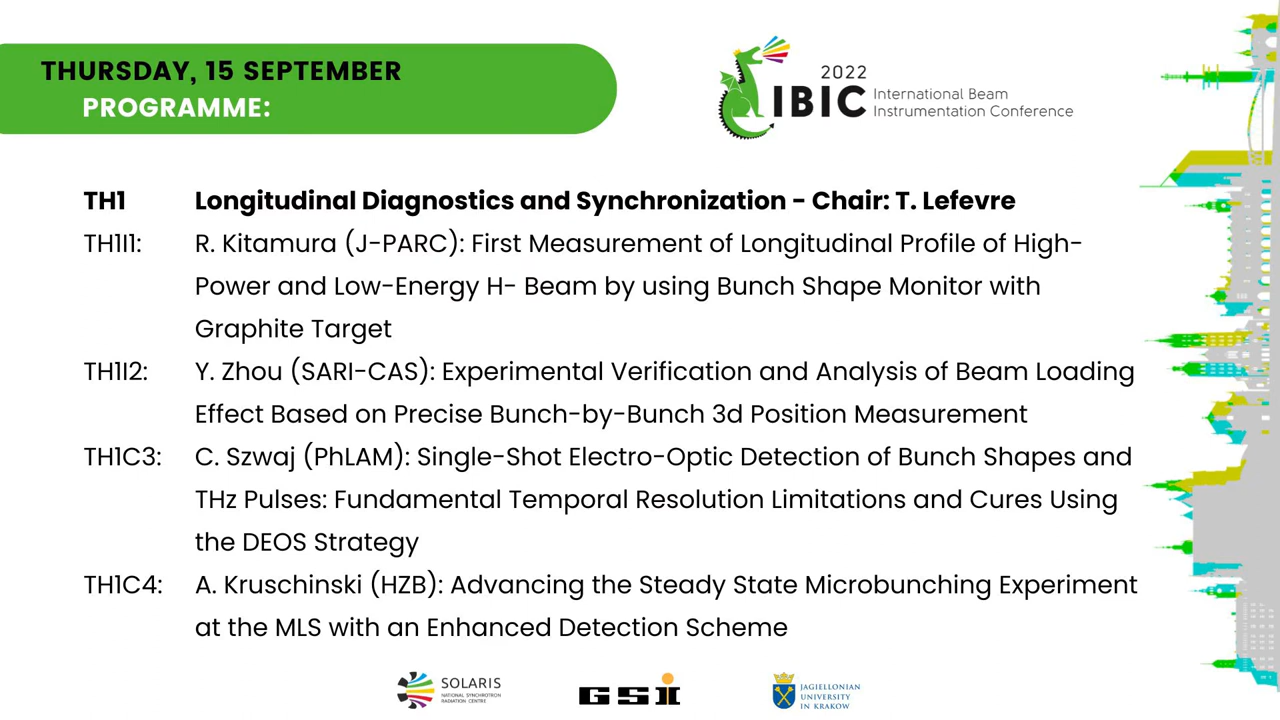 THURSDAY, 15 SEPTEMBER
PROGRAMME:
2022
IBIC
International Beam
Instrumentation Conference
TH1 Longitudinal Diagnostics and Synchronization - Chair: T. Lefevre
TH1I1: R. Kitamura (J-PARC): First Measurement of Longitudinal Profile of High-
Power and Low-Energy H- Beam by using Bunch Shape Monitor with
Graphite Target
TH1I2: Y. Zhou (SARI-CAS): Experimental Verification and Analysis of Beam Loading
Effect Based on Precise Bunch-by-Bunch 3d Position Measurement
TH1C3: C. Szwaj (PhLAM): Single-Shot Electro-Optic Detection of Bunch Shapes and
THz Pulses: Fundamental Temporal Resolution Limitations and Cures Using
the DEOS Strategy
TH1C4: A. Kruschinski (HZB): Advancing the Steady State Microbunching Experiment
at the MLS with an Enhanced Detection Scheme
SOLARIS
NATIONAL SYNCHROTRON
RADIATION CENTRE
GSI
JAGIELLONIAN
UNIVERSITY
IN KRAKOW